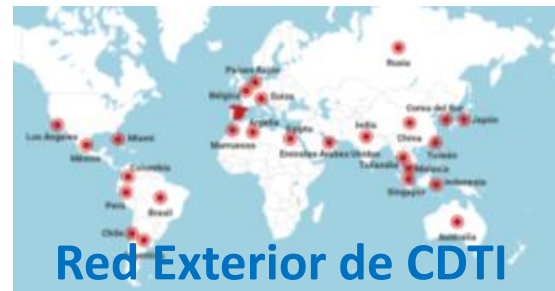 Rusia
Países Bajos
Bélgica
Suiza
Corea del Sur
Japón
Los Angeles
Miami
Argelia
Egipto
India
China
México
Marruecos
Emiratos Árabes Unidos
Taiwán
Tailandia
Malasia
Colombia
Singapur
Indonesia
Perú
Brasil
Chile
Australia
Red Exterior de CDTI